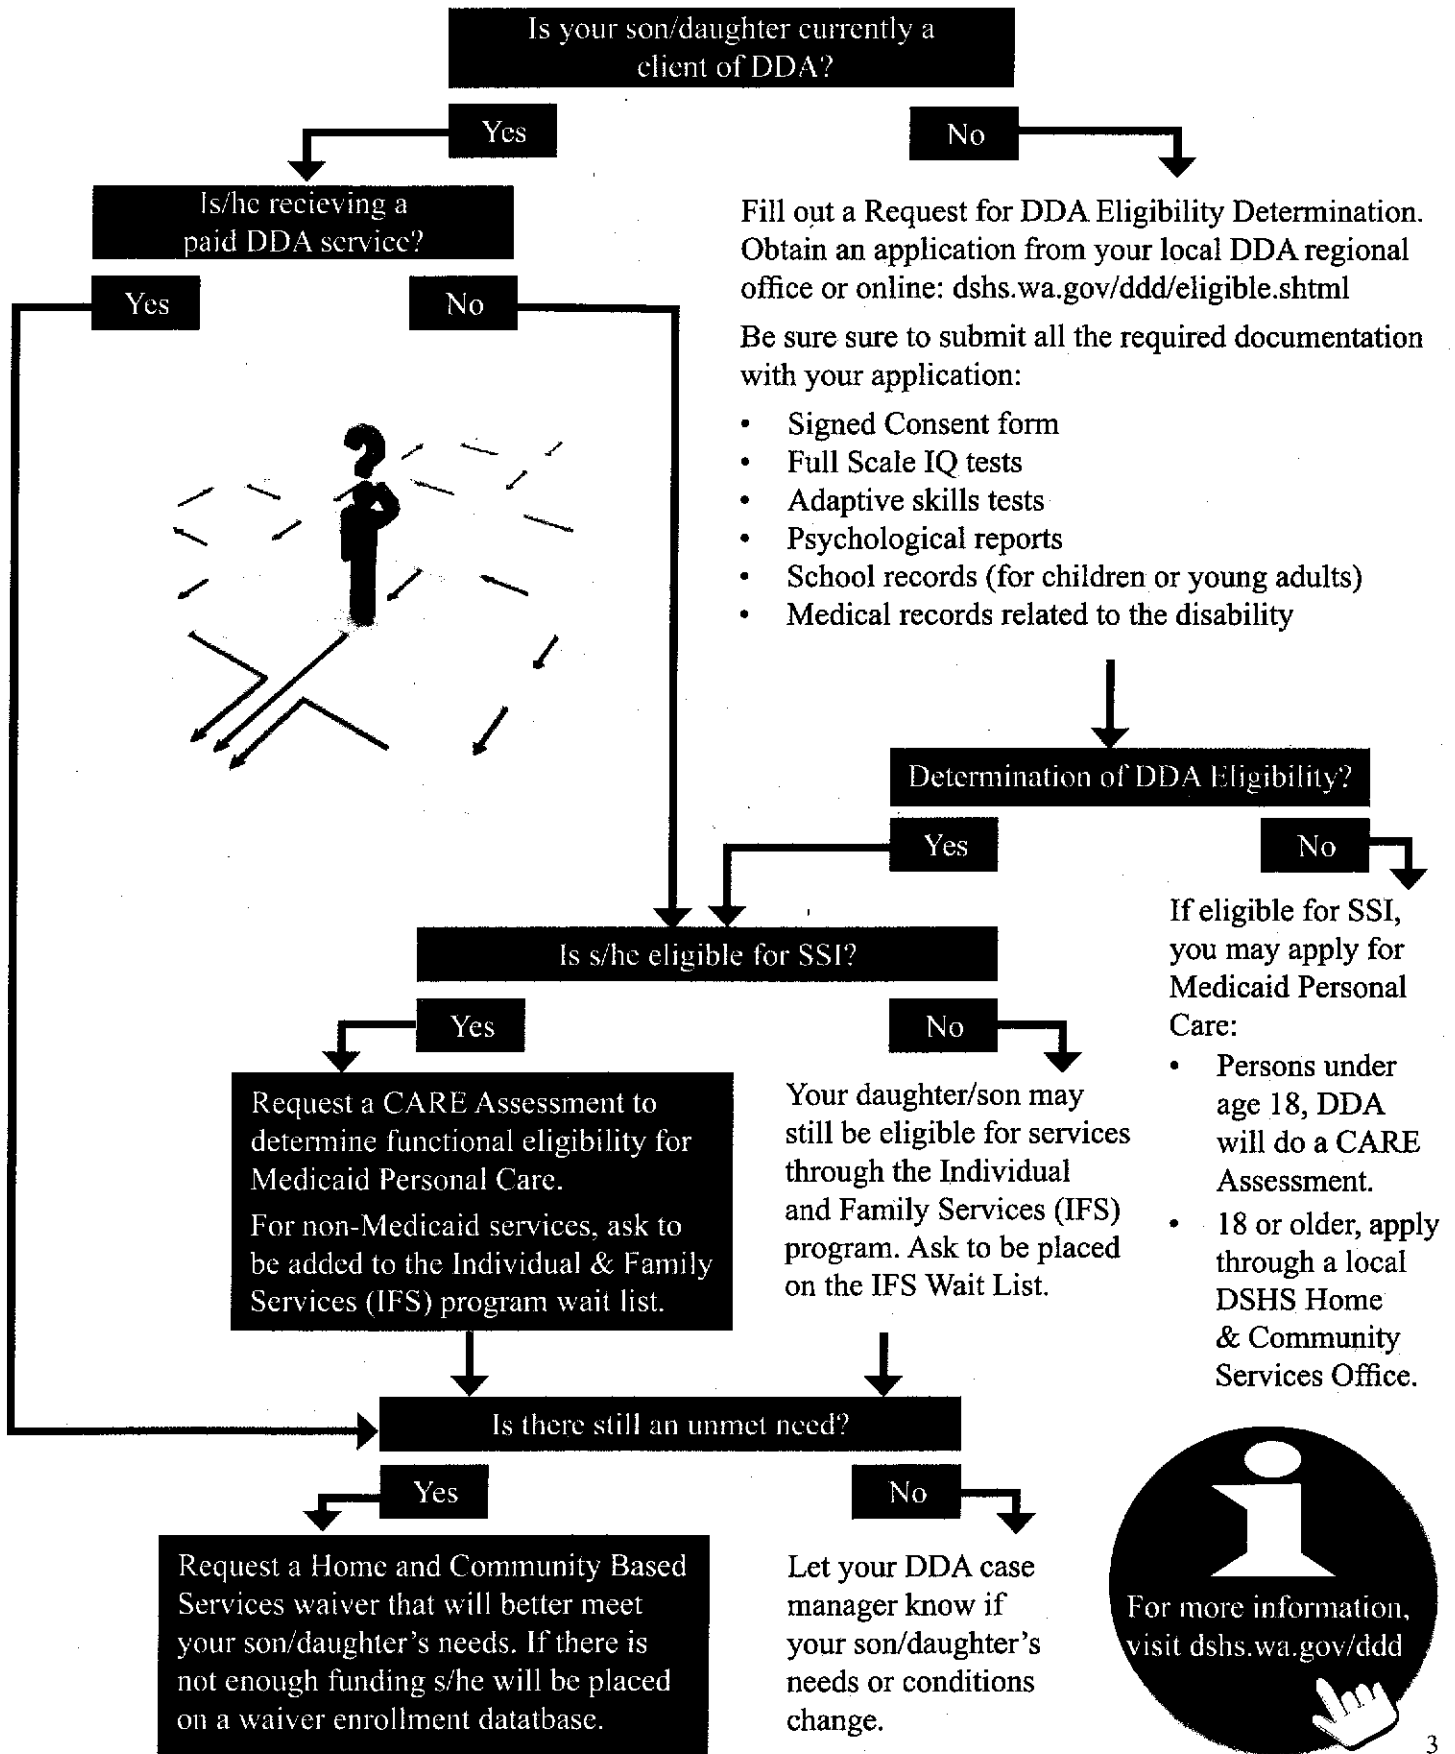 Is your son/daughter currently a
client of DDA?
Yes
No
Is/he recieving a
paid DDA service?
Yes
No
Fill out a Request for DDA Eligibility Determination.
Obtain an application from your local DDA regional
office or online: dshs.wa.gov/ddd/eligible.shtml
Be sure sure to submit all the required documentation
with your application:
• Signed Consent form
• Full Scale IQ tests
• Adaptive skills tests
• Psychological reports
• School records (for children or young adults)
• Medical records related to the disability
?
Determination of DDA Eligibility?
Yes
No
If eligible for SSI,
you may apply for
Medicaid Personal
Care:
• Persons under
age 18, DDA
will do a CARE
Assessment.
• 18 or older, apply
through a local
DSHS Home
& Community
Services Office.
Is s/he eligible for SSI?
Yes
No
Request a CARE Assessment to
determine functional eligibility for
Medicaid Personal Care.
For non-Medicaid services, ask to
be added to the Individual & Family
Services (IFS) program wait list.
Your daughter/son may
still be eligible for services
through the Individual
and Family Services (IFS)
program. Ask to be placed
on the IFS Wait List.
Is there still an unmet need?
Yes
No
Request a Home and Community Based
Services waiver that will better meet
your son/daughter's needs. If there is
not enough funding s/he will be placed
on a waiver enrollment datatbase.
Let your DDA case
manager know if
your son/daughter's
needs or conditions
change.
i
For more information,
visit dshs.wa.gov/ddd
3